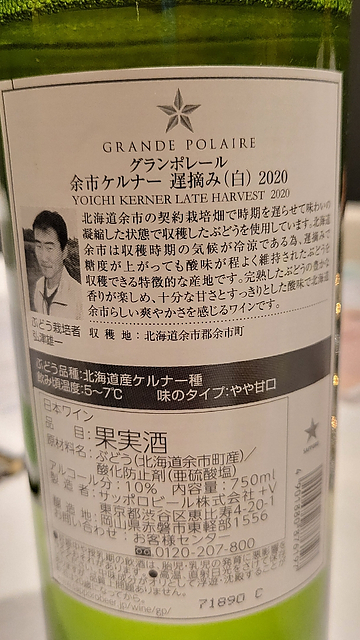 GRANDE POLAIRE
グランポレール
余市ケルナー 遅摘み(白) 2020
YOICHI KERNER LATE HARVEST 2020
北海道余市の契約栽培畑で時期を遅らせて味わいの
凝縮した状態で収穫したぶどうを使用しています。北海道
余市は収穫時期の気候が冷涼である為、遅摘みで
糖度が上がっても酸味が程よく維持されたぶどうを
収穫できる特徴的な産地です。完熟したぶどうの豊かな
香りが楽しめ、十分な甘さとすっきりとした酸味で北海道
余市らしい爽やかさを感じるワインです。
ぶどう栽培者
弘津雄一
収穫地:北海道余市郡余市町
ぶどう品種:北海道産ケルナー種
飲み頃温度:5~7℃ 味のタイプ:やや甘口
日本ワイン
品 目:果実酒
原材料名:ぶどう(北海道余市町産)/
酸化防止剤(亜硫酸塩)
アルコール分:10% 内容量:750ml
製造者:サッポロビール株式会社+V
東京都渋谷区恵比寿4-20-1
製造地:岡山県赤磐市東軽部1556
お問い合わせ:お客様センター
0120-207-800
71890 C